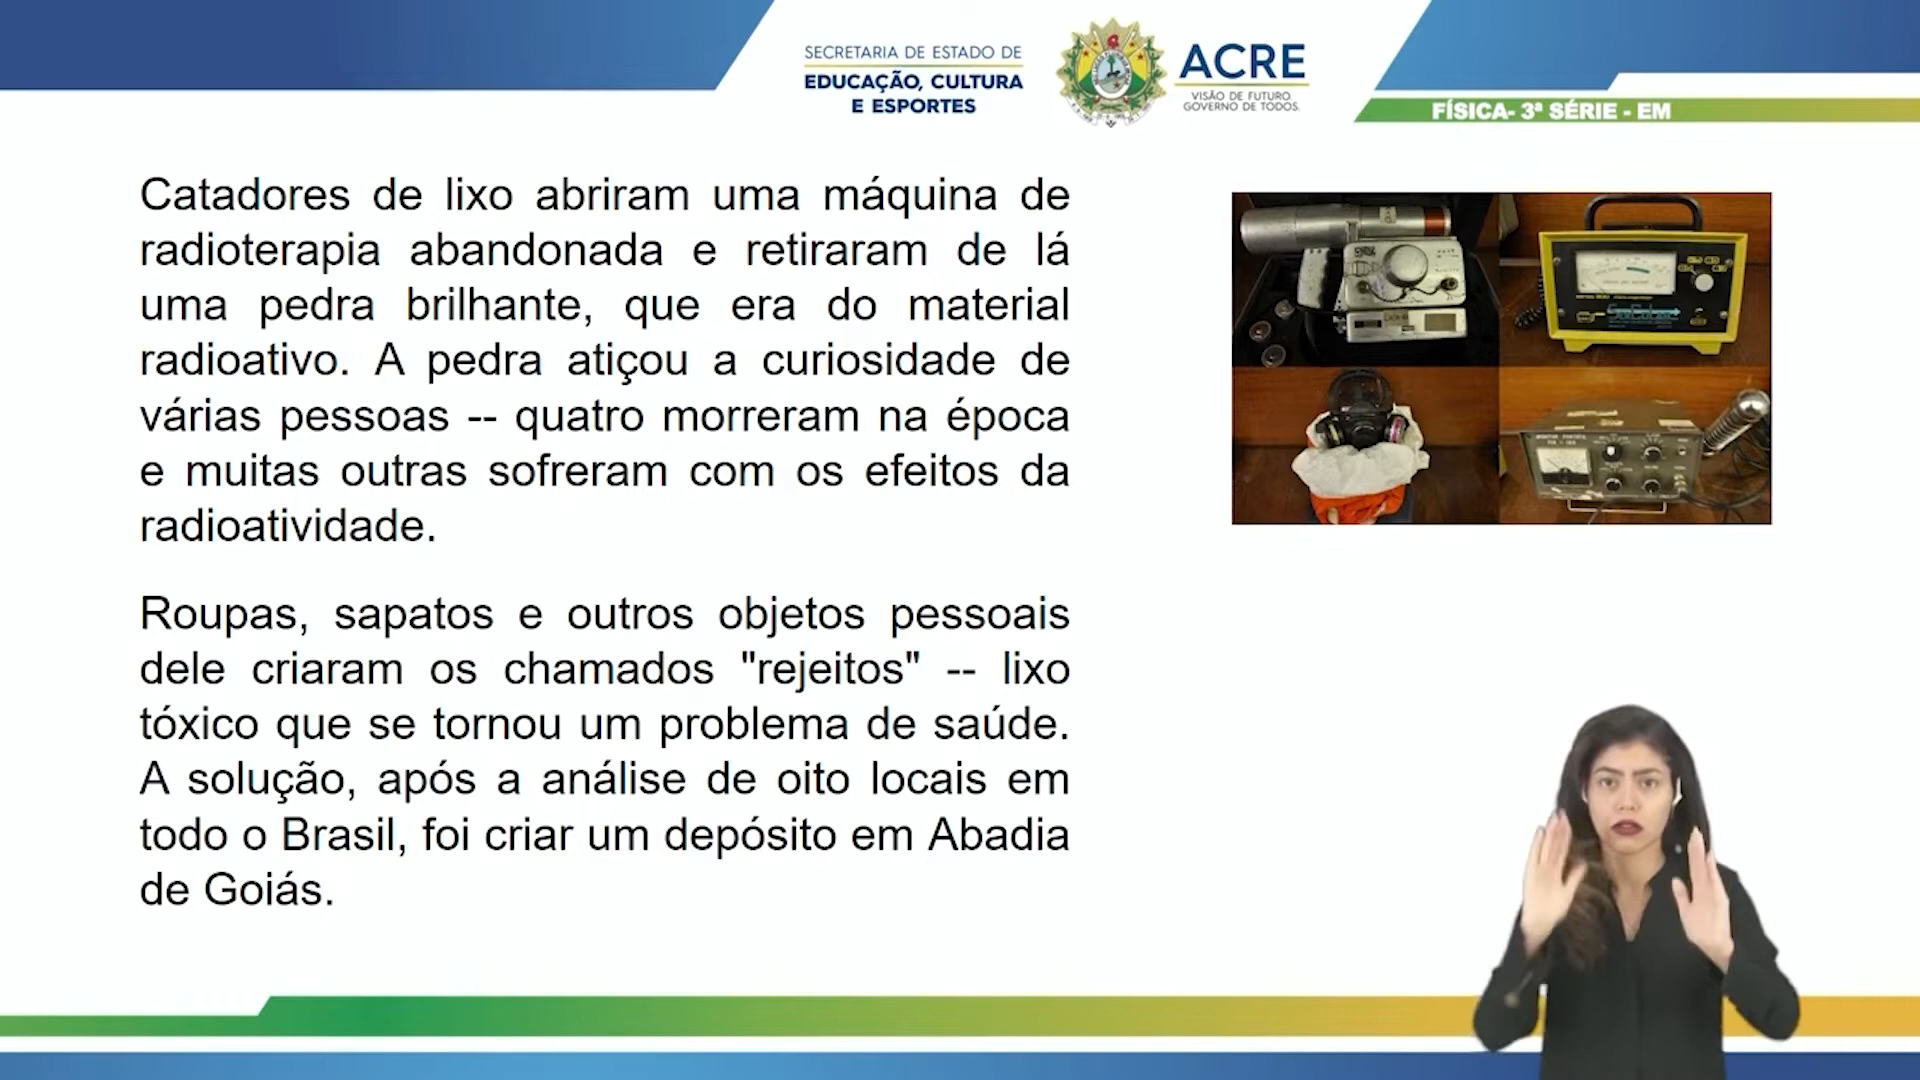 SECRETARIA DE ESTADO DE
EDUCAÇÃO, CULTURA
E ESPORTES
ACRE
VISÃO DE FUTURO.
GOVERNO DE TODOS.
FÍSICA- 3ª SÉRIE - EM
Catadores de lixo abriram uma máquina de
radioterapia abandonada e retiraram de lá
uma pedra brilhante, que era do material
radioativo. A pedra atiçou a curiosidade de
várias pessoas -- quatro morreram na época
e muitas outras sofreram com os efeitos da
radioatividade.
Roupas, sapatos e outros objetos pessoais
dele criaram os chamados "rejeitos" -- lixo
tóxico que se tornou um problema de saúde.
A solução, após a análise de oito locais em
todo o Brasil, foi criar um depósito em Abadia
de Goiás.